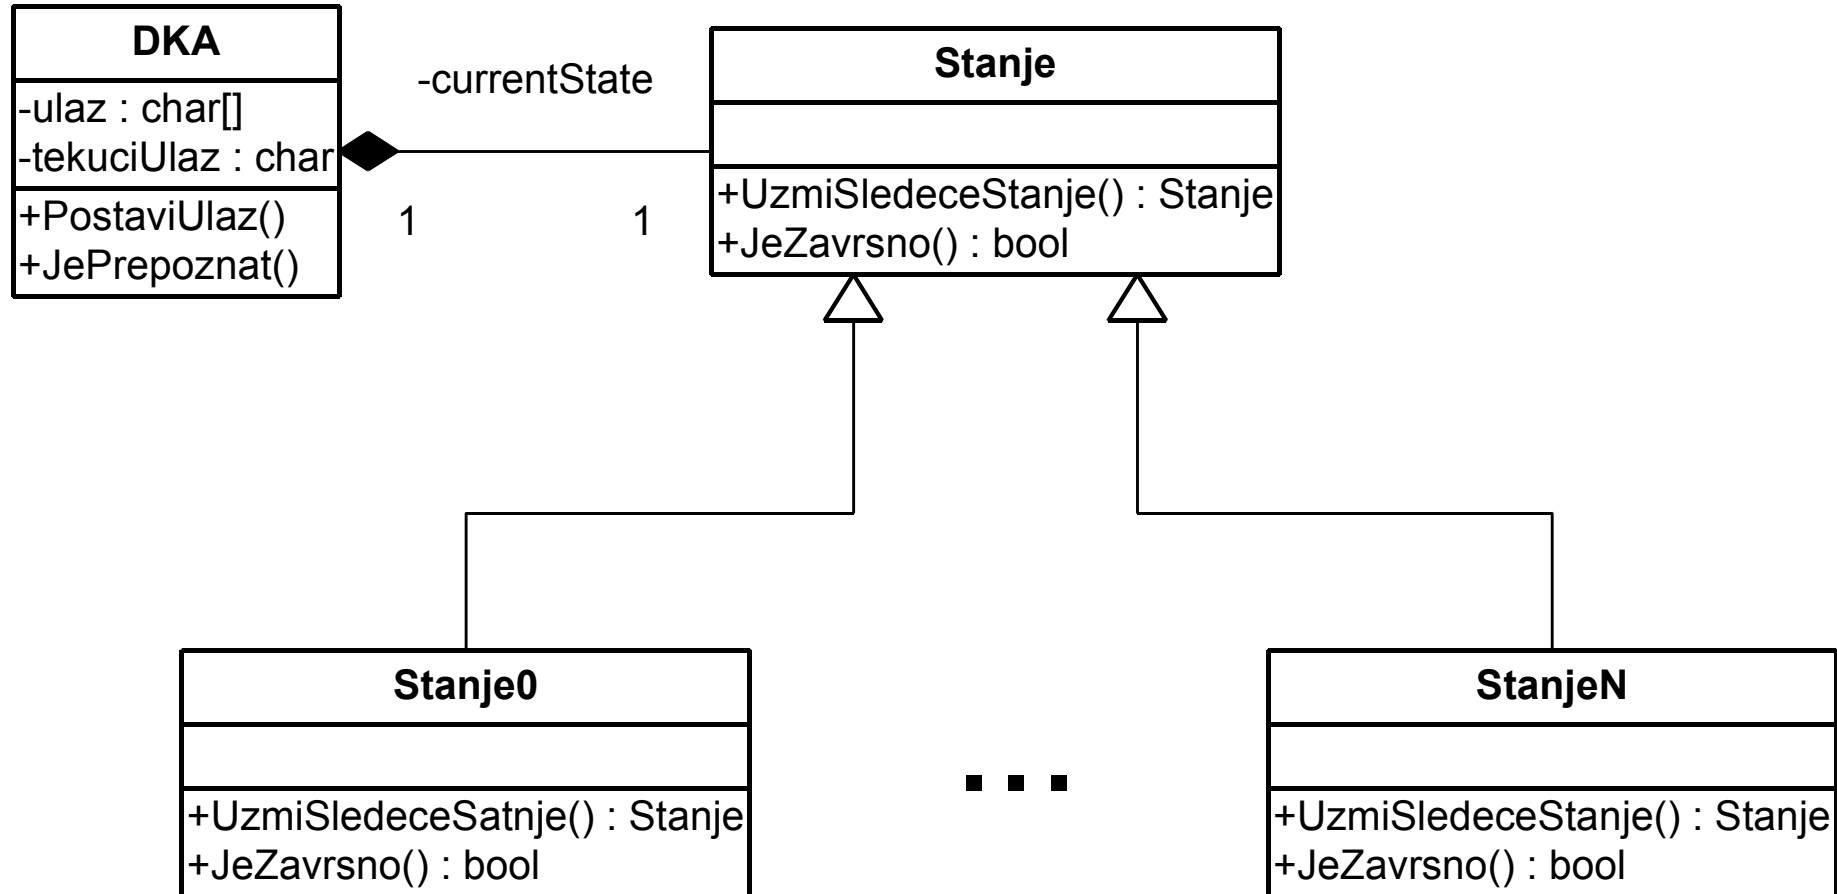 DKA
-ulaz : char[]
-tekuciUlaz : char
+PostaviUlaz()
+JePrepoznat()
-currentState
1
1
Stanje
+UzmiSledeceStanje() : Stanje
+JeZavrsno() : bool
Stanje0
+UzmiSledeceSatnje() : Stanje
+JeZavrsno() : bool
...
StanjeN
+UzmiSledeceStanje() : Stanje
+JeZavrsno() : bool